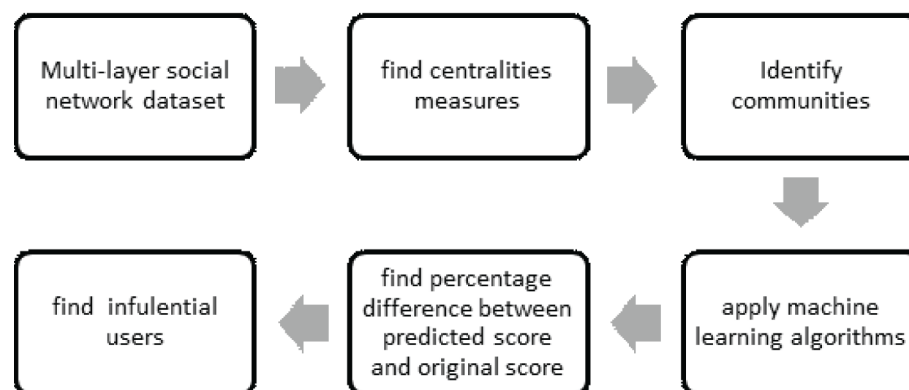 Multi-layer social
network dataset
find centralities
measures
Identify
communities
apply machine
learning algorithms
find percentage
difference between
predicted score
and original score
find infulential
users